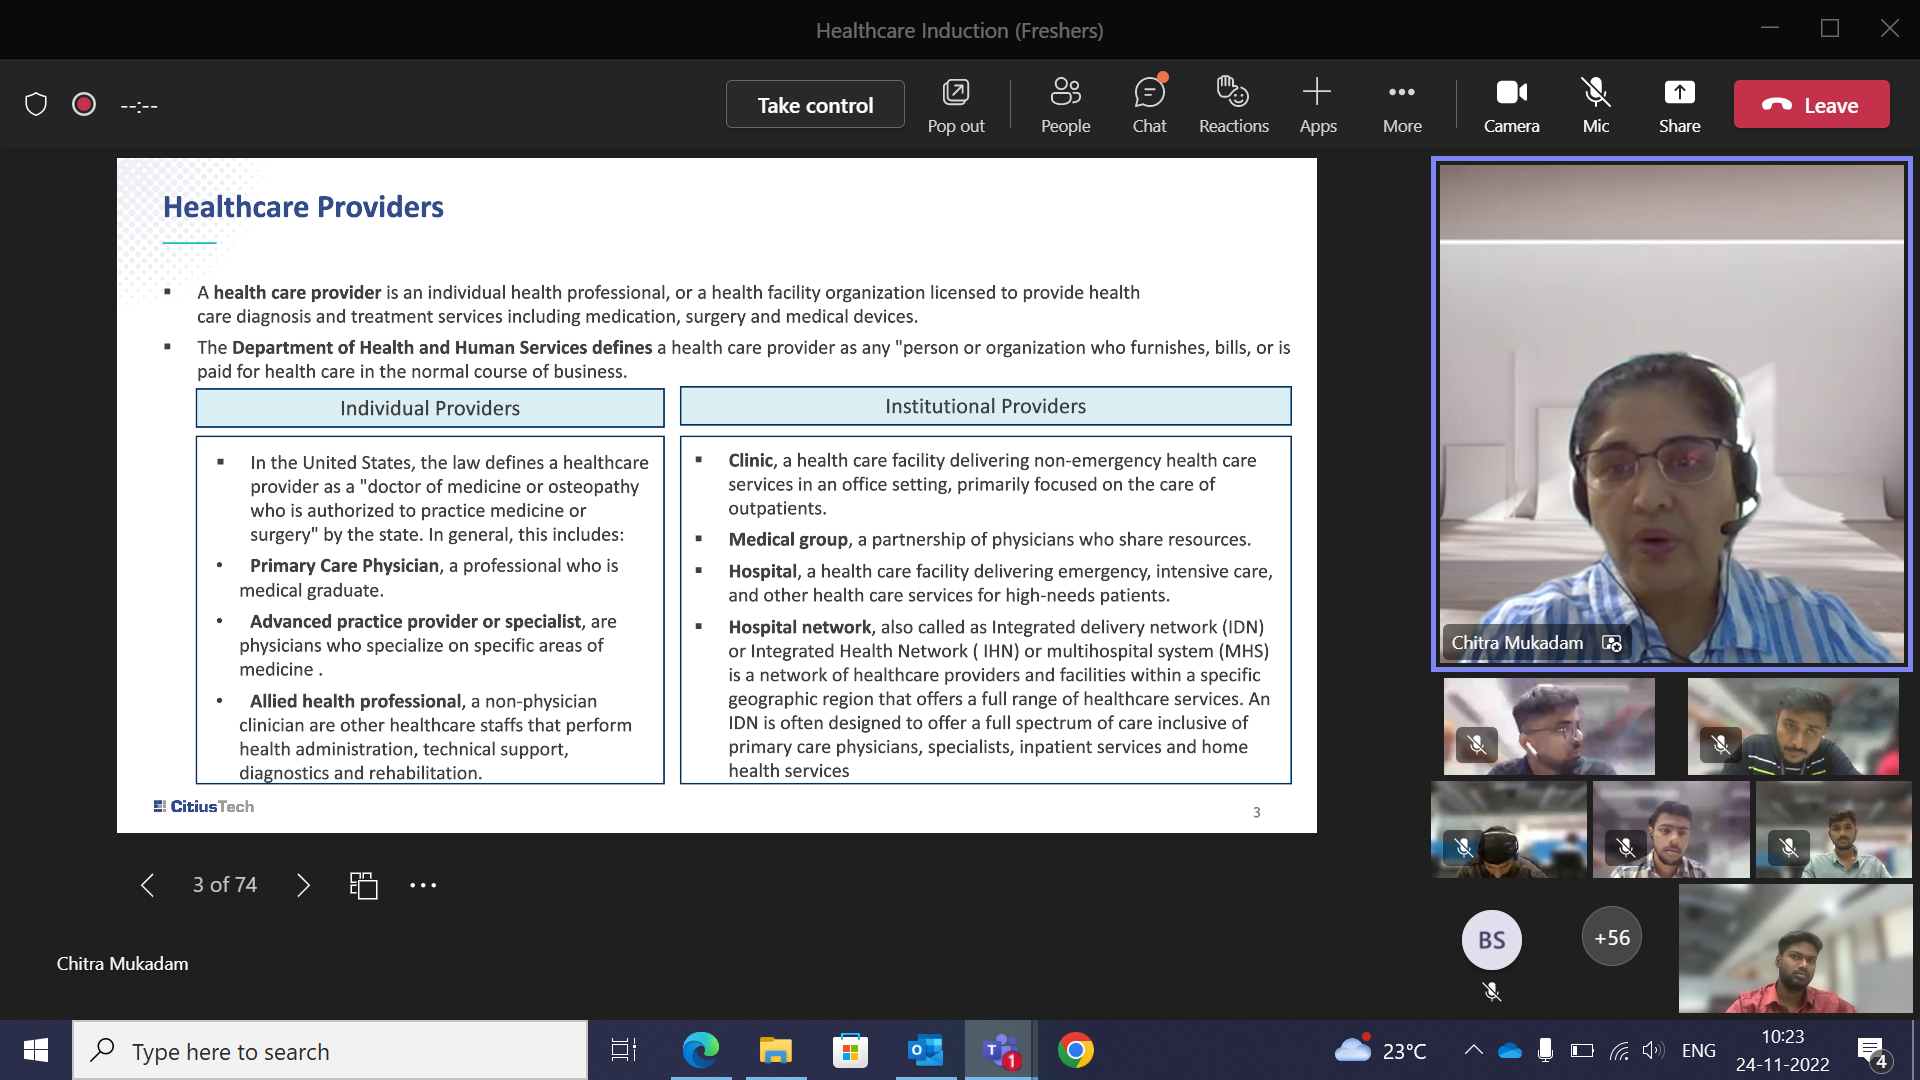 Healthcare Induction (Freshers)
--:--
Take control
Pop out
People
Chat
Reactions
Apps
More
Camera
Mic
Share
Leave
Healthcare Providers
▪ A health care provider is an individual health professional, or a health facility organization licensed to provide health
care diagnosis and treatment services including medication, surgery and medical devices.
▪ The Department of Health and Human Services defines a health care provider as any "person or organization who furnishes, bills, or is
paid for health care in the normal course of business.
Individual Providers
▪ In the United States, the law defines a healthcare
provider as a "doctor of medicine or osteopathy
who is authorized to practice medicine or
surgery" by the state. In general, this includes:
• Primary Care Physician, a professional who is
medical graduate.
• Advanced practice provider or specialist, are
physicians who specialize on specific areas of
medicine .
• Allied health professional, a non-physician
clinician are other healthcare staffs that perform
health administration, technical support,
diagnostics and rehabilitation.
Institutional Providers
▪ Clinic, a health care facility delivering non-emergency health care
services in an office setting, primarily focused on the care of
outpatients.
▪ Medical group, a partnership of physicians who share resources.
▪ Hospital, a health care facility delivering emergency, intensive care,
and other health care services for high-needs patients.
▪ Hospital network, also called as Integrated delivery network (IDN)
or Integrated Health Network ( IHN) or multihospital system (MHS)
is a network of healthcare providers and facilities within a specific
geographic region that offers a full range of healthcare services. An
IDN is often designed to offer a full spectrum of care inclusive of
primary care physicians, specialists, inpatient services and home
health services
CitiusTech
3
Chitra Mukadam
3 of 74
BS
+56
Chitra Mukadam
Type here to search
1
23°C
ENG
10:23
24-11-2022
4